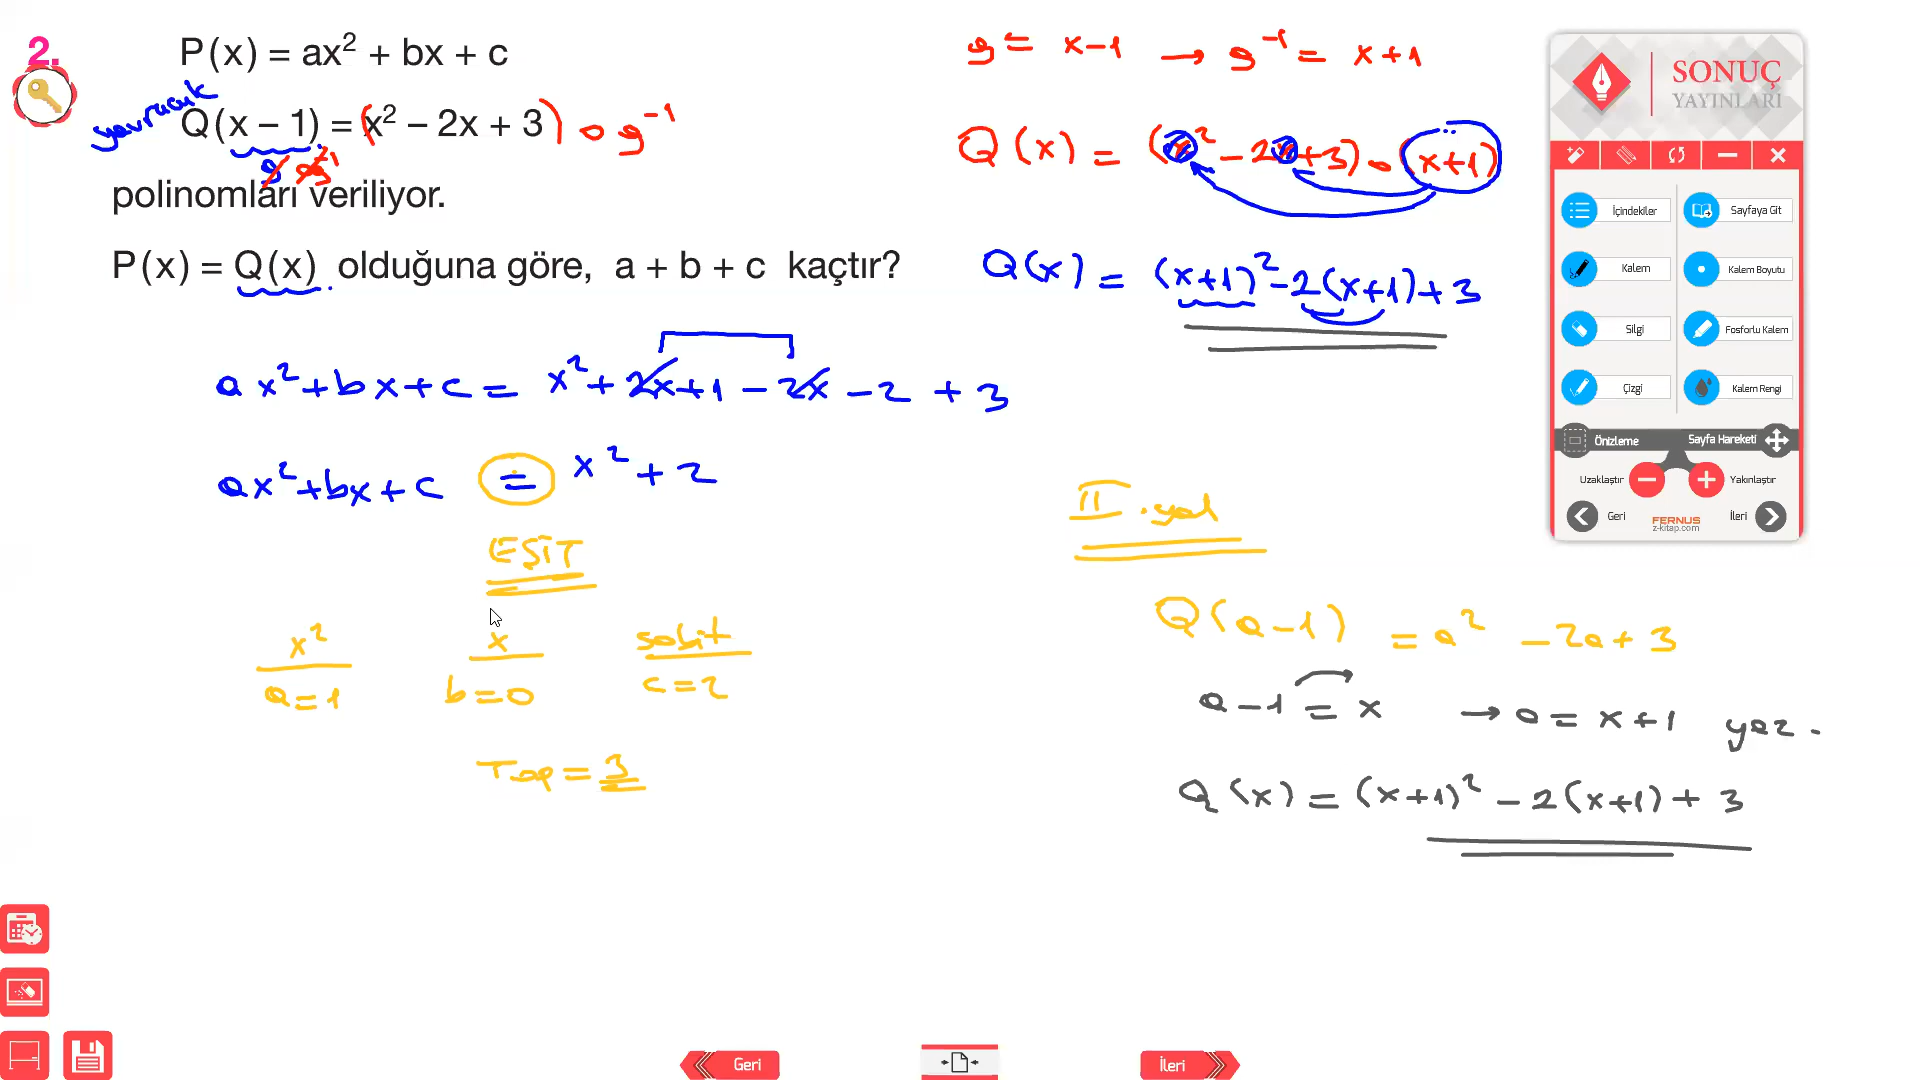 2.
P(x) = ax² + bx + c
yavrucuk
Q(x – 1) = (x² – 2x + 3) o g⁻¹
g g⁻¹
polinomları veriliyor.
P(x) = Q(x) olduğuna göre, a + b + c kaçtır?
ax² + bx + c = x² + 2x + 1 – 2x – 2 + 3
ax² + bx + c = x² + 2
EŞİT
x² x sabit
a = 1 b = 0 c = 2
Top = 3
g = x – 1 → g⁻¹ = x + 1
Q(x) = (x² – 2x + 3) o (x + 1)
Q(x) = (x + 1)² – 2(x + 1) + 3
II. yol
Q(a – 1) = a² – 2a + 3
a – 1 = x → a = x + 1 yaz.
Q(x) = (x + 1)² – 2(x + 1) + 3
SONUÇ
YAYINLARI
İçindekiler Sayfaya Git
Kalem Kalem Boyutu
Silgi Fosforlu Kalem
Çizgi Kalem Rengi
Önizleme Sayfa Hareketi
Uzaklaştır Yakınlaştır
Geri FERNUS İleri
z-kitap.com
Geri İleri